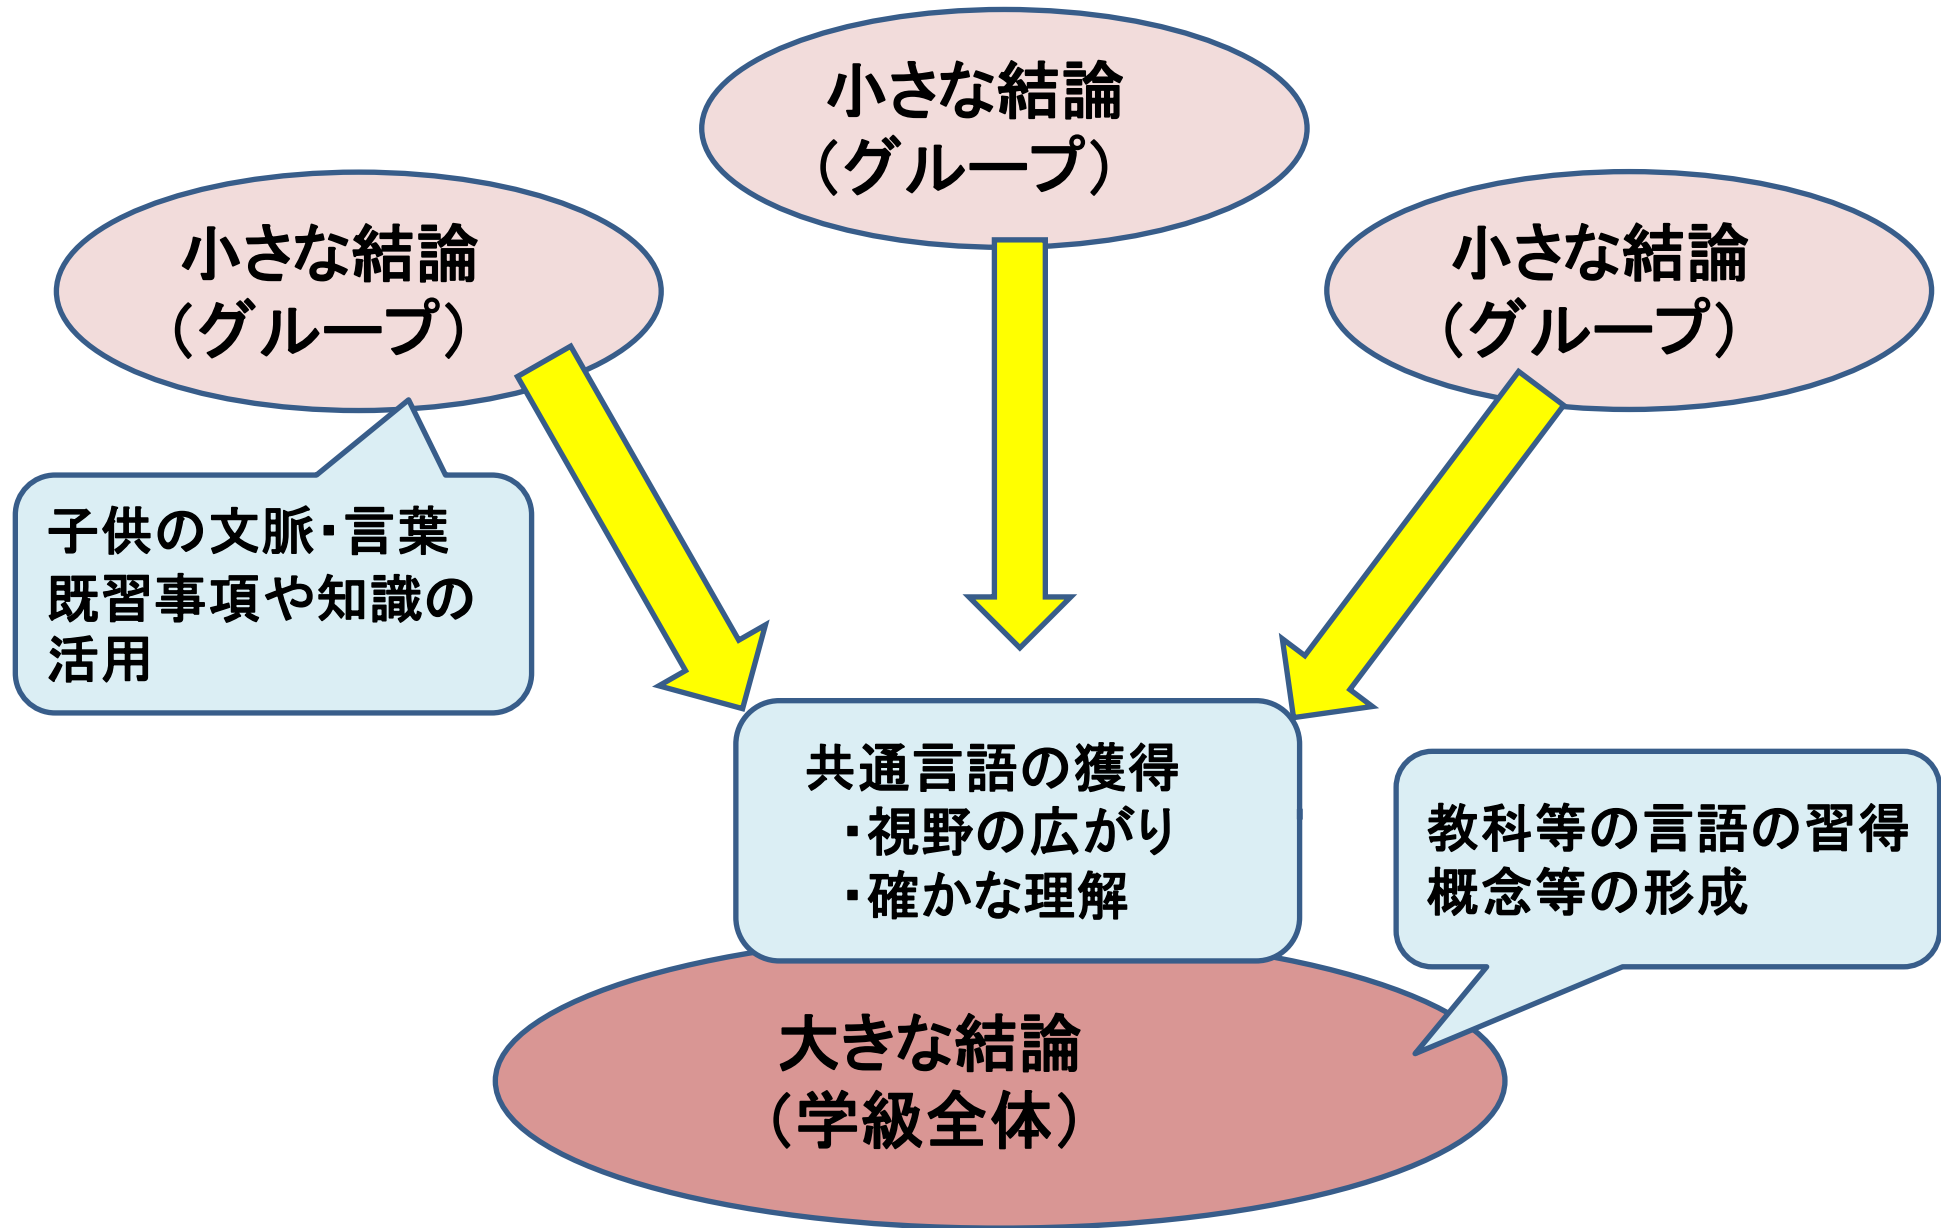 小さな結論
（グループ）
小さな結論
（グループ）
小さな結論
（グループ）
子供の文脈・言葉
既習事項や知識の
活用
共通言語の獲得
・視野の広がり
・確かな理解
教科等の言語の習得
概念等の形成
大きな結論
（学級全体）